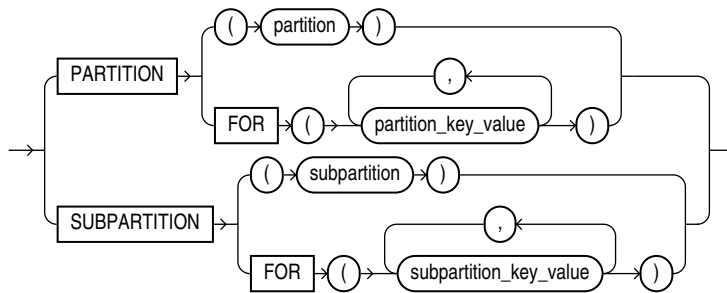 ( partition )
PARTITION
,
FOR ( partition_key_value )
( subpartition )
SUBPARTITION
,
FOR ( subpartition_key_value )